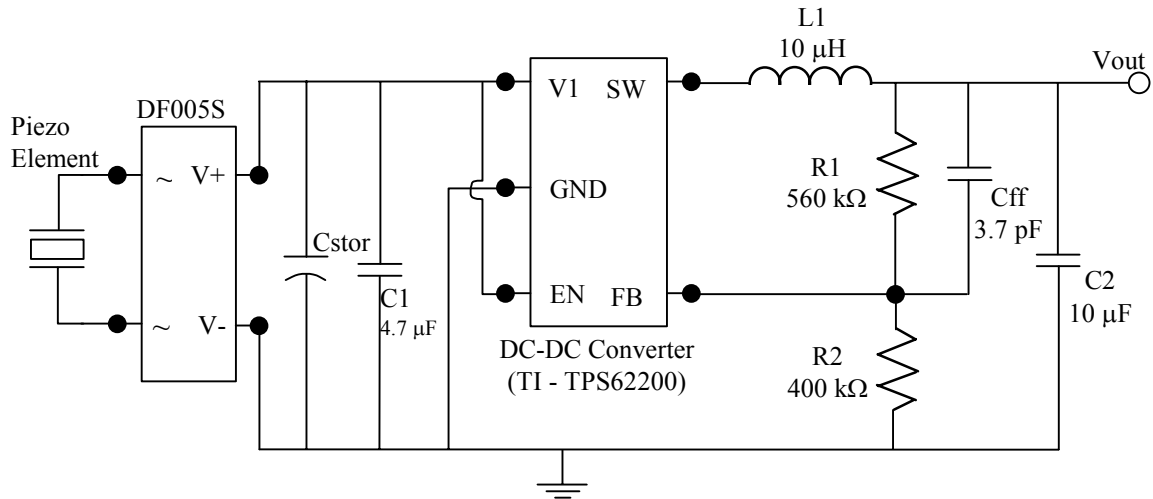 L1
10 μH
Vout
DF005S
Piezo
Element
~
V+
~
V-
Cstor
C1
4.7 μF
V1
SW
GND
EN
FB
DC-DC Converter
(TI - TPS62200)
R1
560 kΩ
Cff
3.7 pF
C2
10 μF
R2
400 kΩ